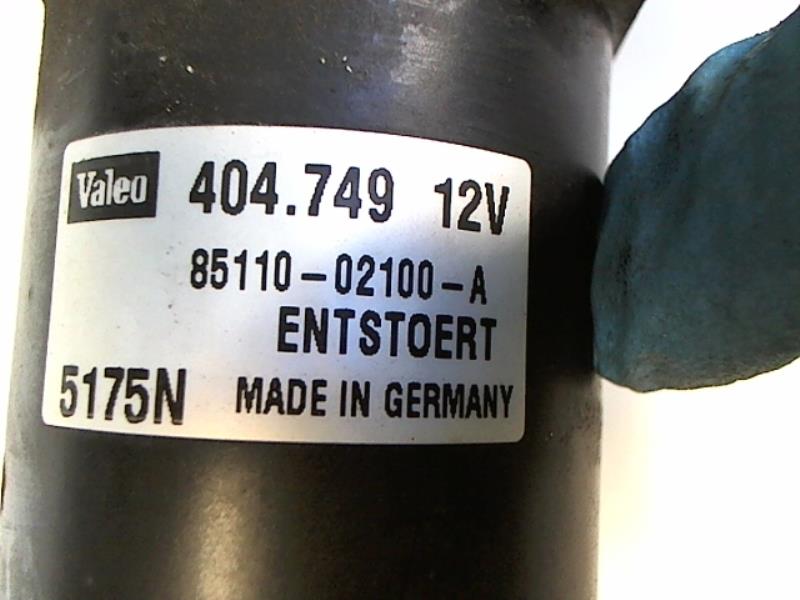 Valeo 404.749 12V
85110-02100-A
ENTSTOERT
5175N MADE IN GERMANY